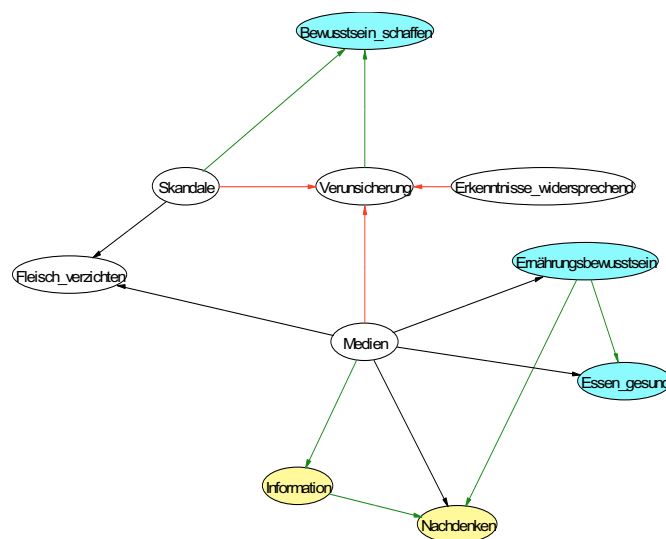 Bewusstsein_schaffen
Skandale
Verunsicherung
Erkenntnisse_widersprechend
Fleisch_verzichten
Ernährungsbewusstsein
Medien
Essen_gesund
Information
Nachdenken